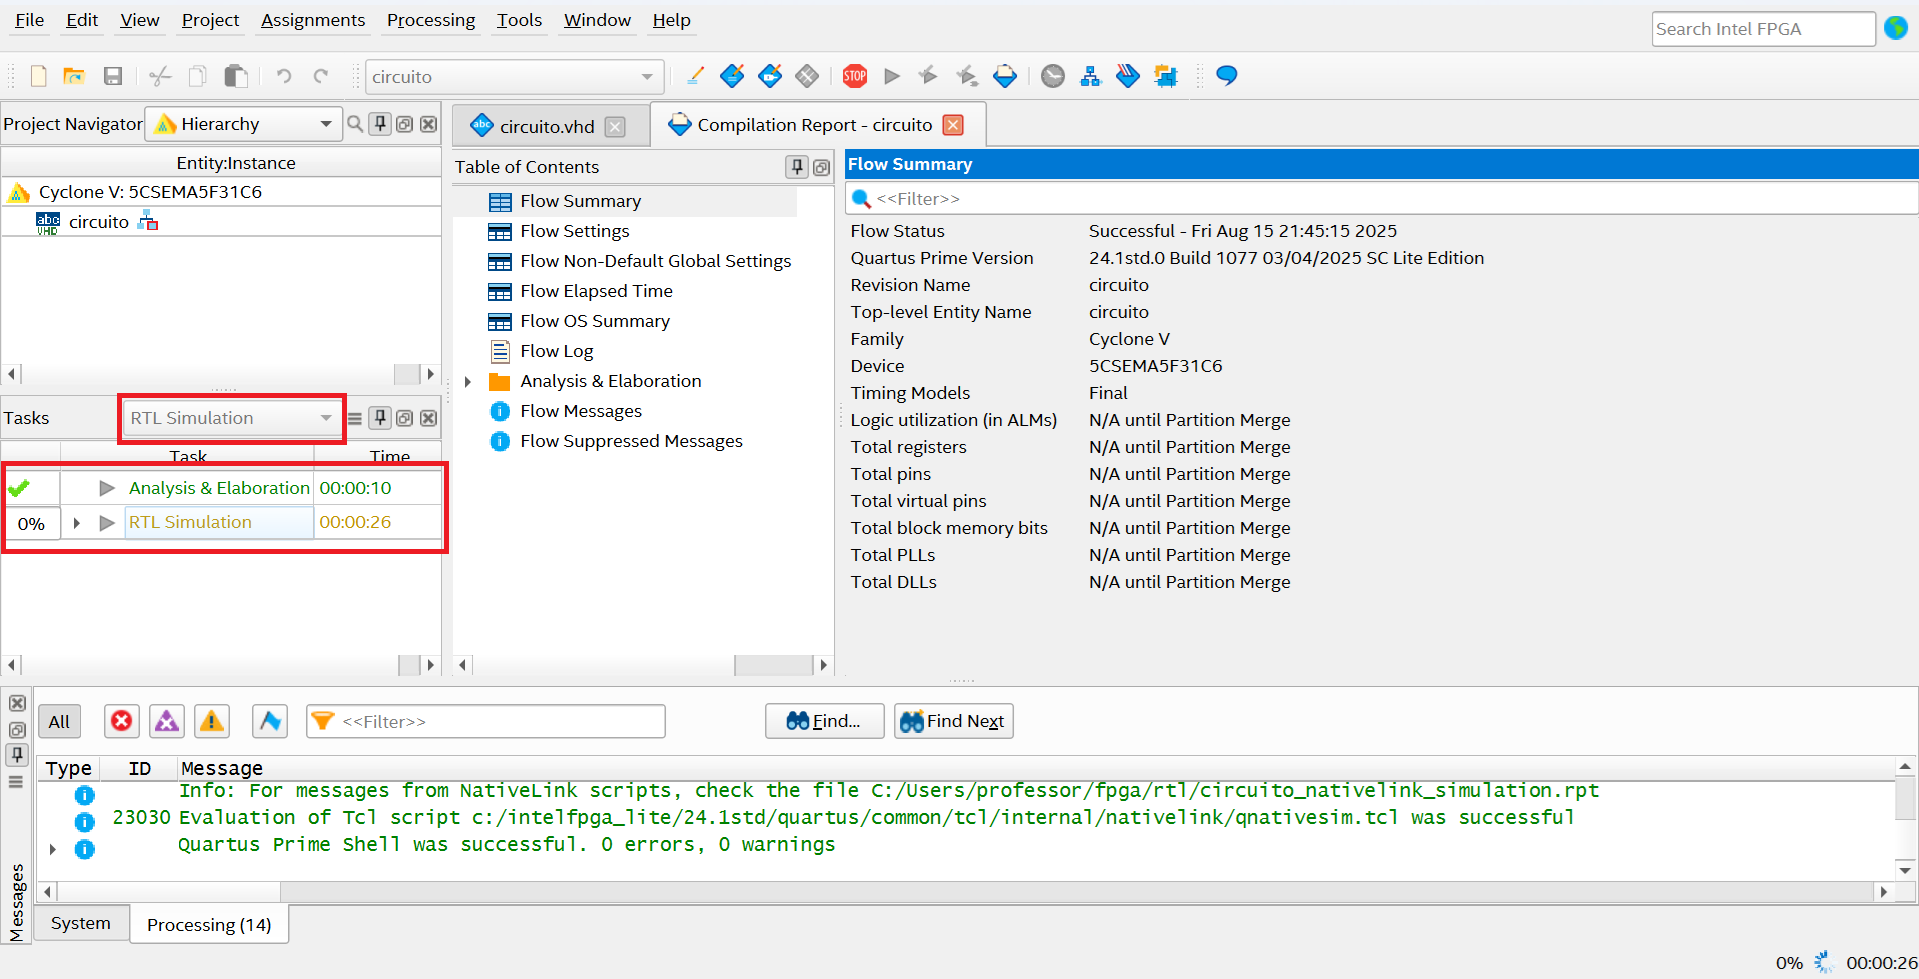 File Edit View Project Assignments Processing Tools Window Help
Search Intel FPGA
circuito
STOP
Project Navigator Hierarchy
Entity:Instance
Cyclone V: 5CSEMA5F31C6
abc VHD circuito
Tasks RTL Simulation
Task Time
Analysis & Elaboration 00:00:10
0% RTL Simulation 00:00:26
abc circuito.vhd
Compilation Report - circuito
Table of Contents
Flow Summary
Flow Settings
Flow Non-Default Global Settings
Flow Elapsed Time
Flow OS Summary
Flow Log
Analysis & Elaboration
Flow Messages
Flow Suppressed Messages
Flow Summary
<<Filter>>
Flow Status Successful - Fri Aug 15 21:45:15 2025
Quartus Prime Version 24.1std.0 Build 1077 03/04/2025 SC Lite Edition
Revision Name circuito
Top-level Entity Name circuito
Family Cyclone V
Device 5CSEMA5F31C6
Timing Models Final
Logic utilization (in ALMs) N/A until Partition Merge
Total registers N/A until Partition Merge
Total pins N/A until Partition Merge
Total virtual pins N/A until Partition Merge
Total block memory bits N/A until Partition Merge
Total PLLs N/A until Partition Merge
Total DLLs N/A until Partition Merge
Messages
All <<Filter>> Find... Find Next
Type ID Message
Info: For messages from NativeLink scripts, check the file C:/Users/professor/fpga/rtl/circuito_nativelink_simulation.rpt
23030 Evaluation of Tcl script c:/intelfpga_lite/24.1std/quartus/common/tcl/internal/nativelink/qnativesim.tcl was successful
Quartus Prime Shell was successful. 0 errors, 0 warnings
System Processing (14)
0% 00:00:26